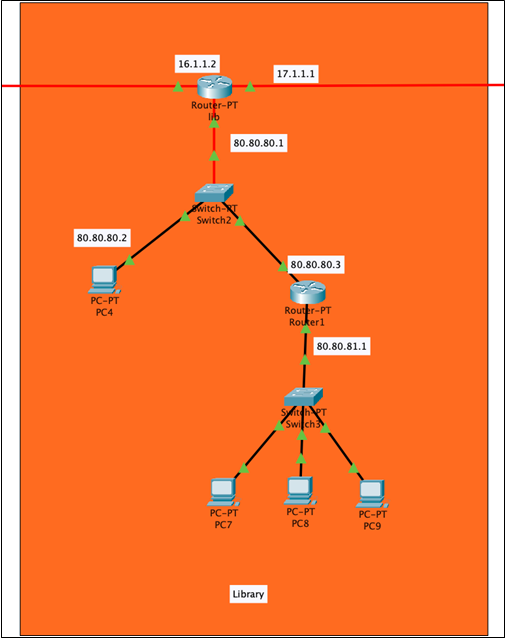 16.1.1.2
17.1.1.1
Router-PT
lib
80.80.80.1
Switch-PT
Switch2
80.80.80.2
PC-PT
PC4
80.80.80.3
Router-PT
Router1
80.80.81.1
Switch-PT
Switch3
PC-PT
PC7
PC-PT
PC8
PC-PT
PC9
Library